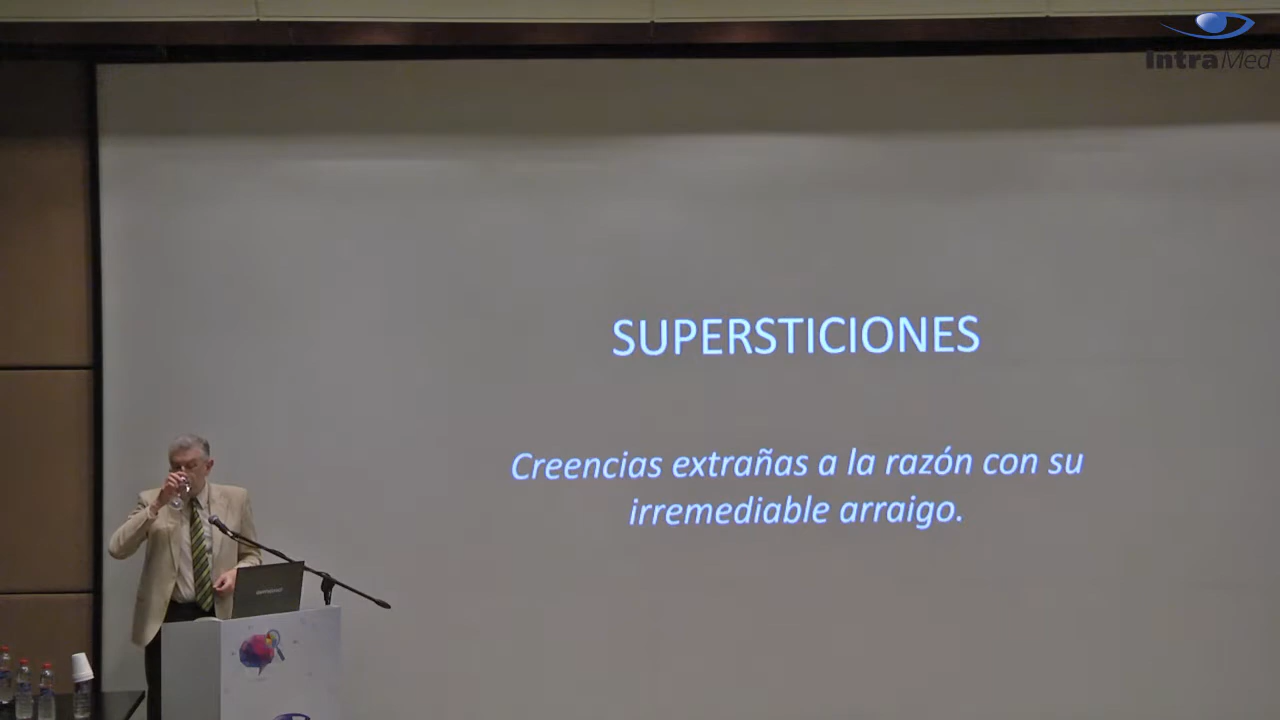 IntraMed
SUPERSTICIONES
Creencias extrañas a la razón con su
irremediable arraigo.